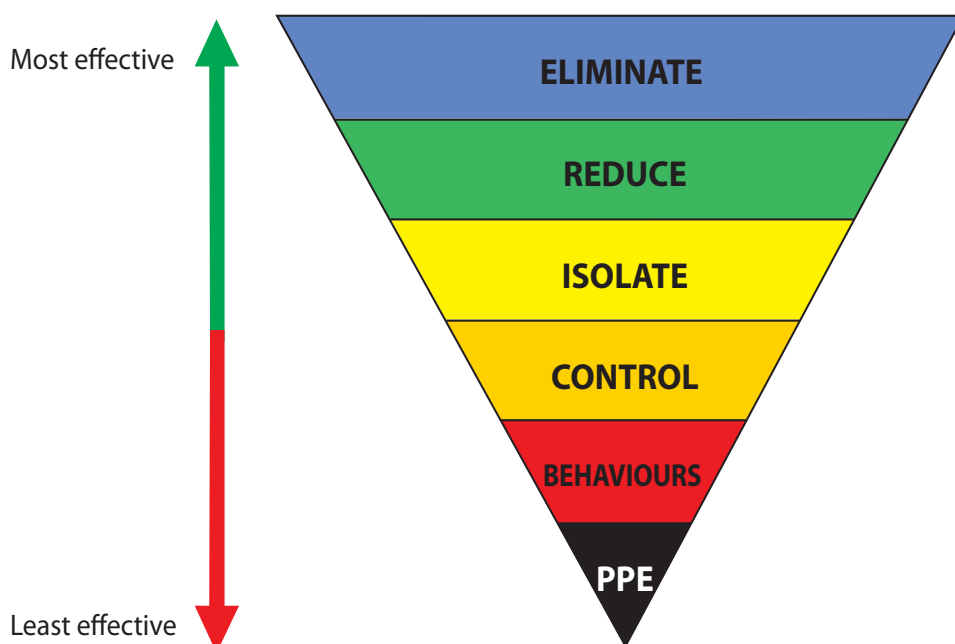 Most effective
ELIMINATE
REDUCE
ISOLATE
CONTROL
BEHAVIOURS
PPE
Least effective